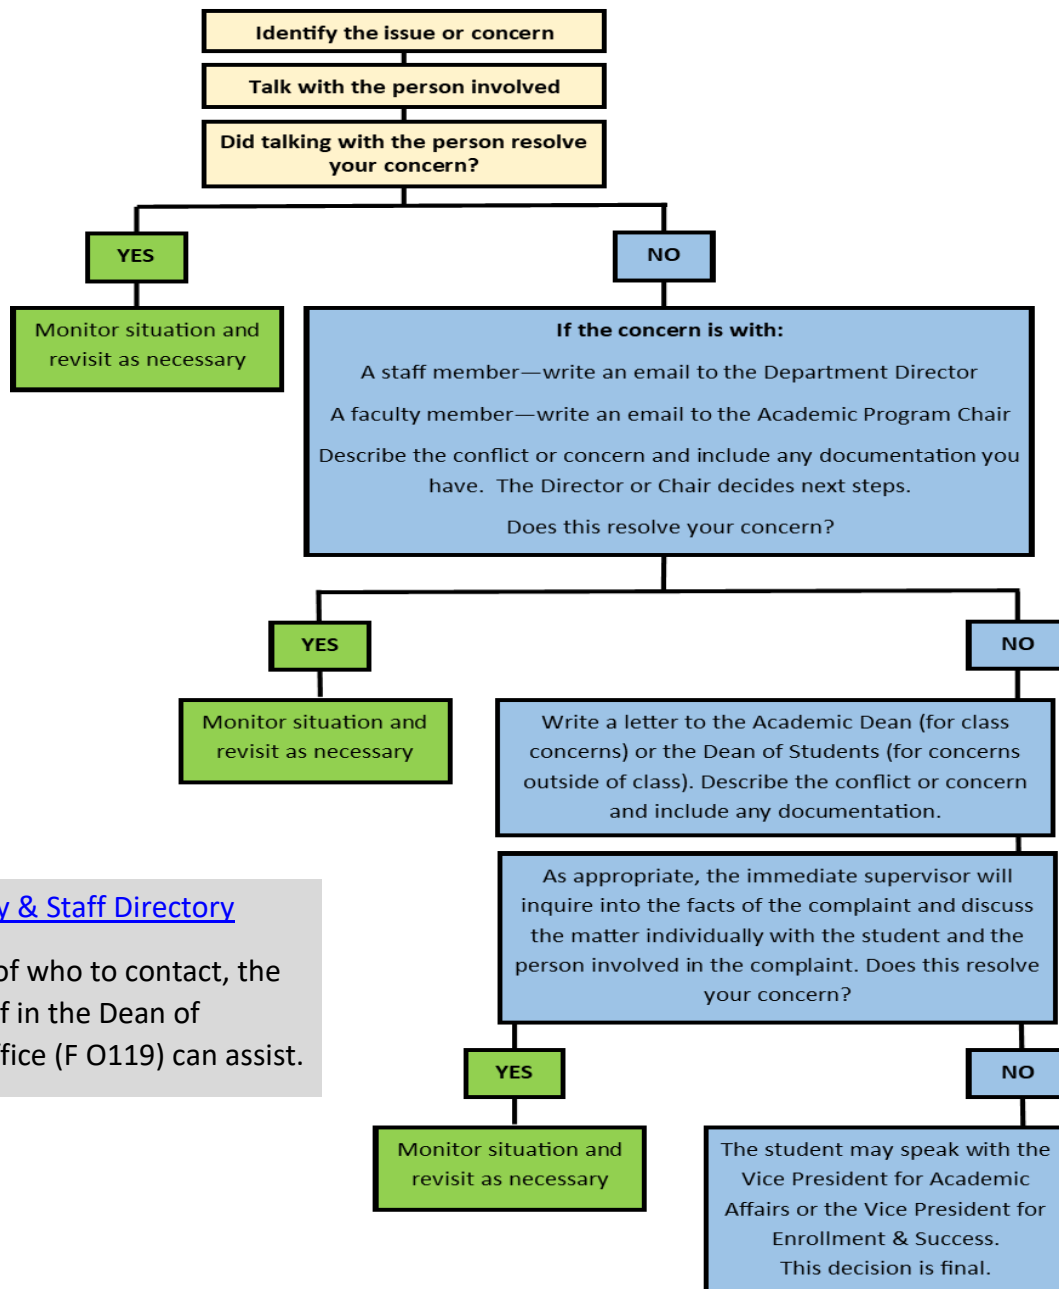 Identify the issue or concern
Talk with the person involved
Did talking with the person resolve
your concern?
YES
NO
Monitor situation and
revisit as necessary
If the concern is with:
A staff member—write an email to the Department Director
A faculty member—write an email to the Academic Program Chair
Describe the conflict or concern and include any documentation you
have.  The Director or Chair decides next steps.
Does this resolve your concern?
YES
NO
Monitor situation and
revisit as necessary
Write a letter to the Academic Dean (for class
concerns) or the Dean of Students (for concerns
outside of class). Describe the conflict or concern
and include any documentation.
As appropriate, the immediate supervisor will
inquire into the facts of the complaint and discuss
the matter individually with the student and the
person involved in the complaint. Does this resolve
your concern?
y & Staff Directory
of who to contact, the
f in the Dean of
ffice (F O119) can assist.
YES
NO
Monitor situation and
revisit as necessary
The student may speak with the
Vice President for Academic
Affairs or the Vice President for
Enrollment & Success.
This decision is final.